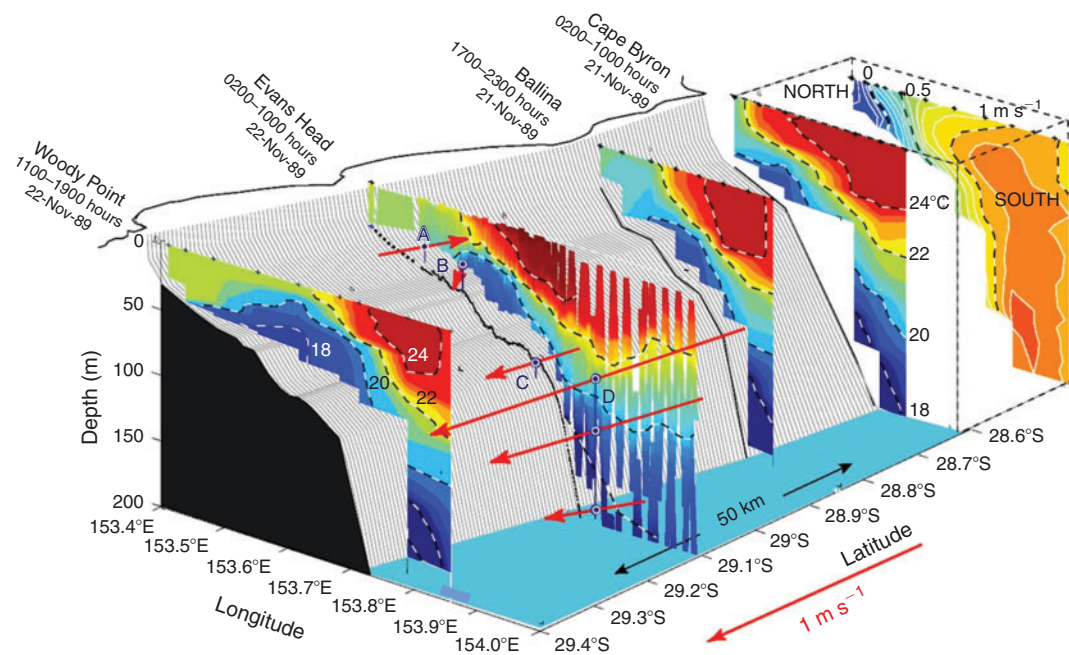 Cape Byron
0200–1000 hours
21-Nov-89
Ballina
1700–2300 hours
21-Nov-89
Evans Head
0200–1000 hours
22-Nov-89
Woody Point
1100–1900 hours
22-Nov-89
NORTH
0
0.5
1 m s⁻¹
SOUTH
24°C
22
20
18
A
B
C
D
18
20
22
24
Depth (m)
0
50
100
150
200
153.4°E
153.5°E
153.6°E
153.7°E
153.8°E
153.9°E
154.0°E
Longitude
29.4°S
29.3°S
29.2°S
29.1°S
29°S
28.9°S
28.8°S
28.7°S
28.6°S
Latitude
50 km
1 m s⁻¹